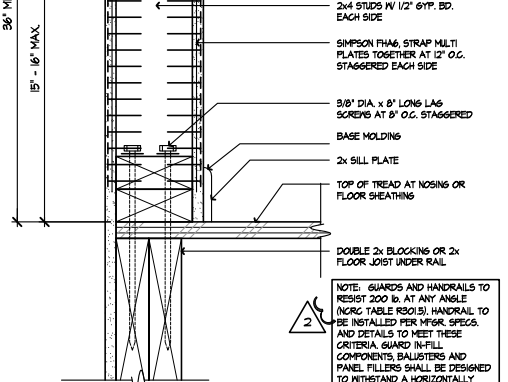 36" M
15" - 16" MAX.
2x4 STUDS W/ 1/2" GYP. BD.
EACH SIDE
SIMPSON FHA6, STRAP MULTI
PLATES TOGETHER AT 12" O.C.
STAGGERED EACH SIDE
3/8" DIA. x 8" LONG LAG
SCREWS AT 8" O.C. STAGGERED
BASE MOLDING
2x SILL PLATE
TOP OF TREAD AT NOSING OR
FLOOR SHEATHING
DOUBLE 2x BLOCKING OR 2x
FLOOR JOIST UNDER RAIL
2
NOTE: GUARDS AND HANDRAILS TO
RESIST 200 lb. AT ANY ANGLE
(NCRC TABLE R301.5). HANDRAIL TO
BE INSTALLED PER MFGR. SPECS.
AND DETAILS TO MEET THESE
CRITERIA. GUARD IN-FILL
COMPONENTS, BALUSTERS AND
PANEL FILLERS SHALL BE DESIGNED
TO WITHSTAND A HORIZONTALLY